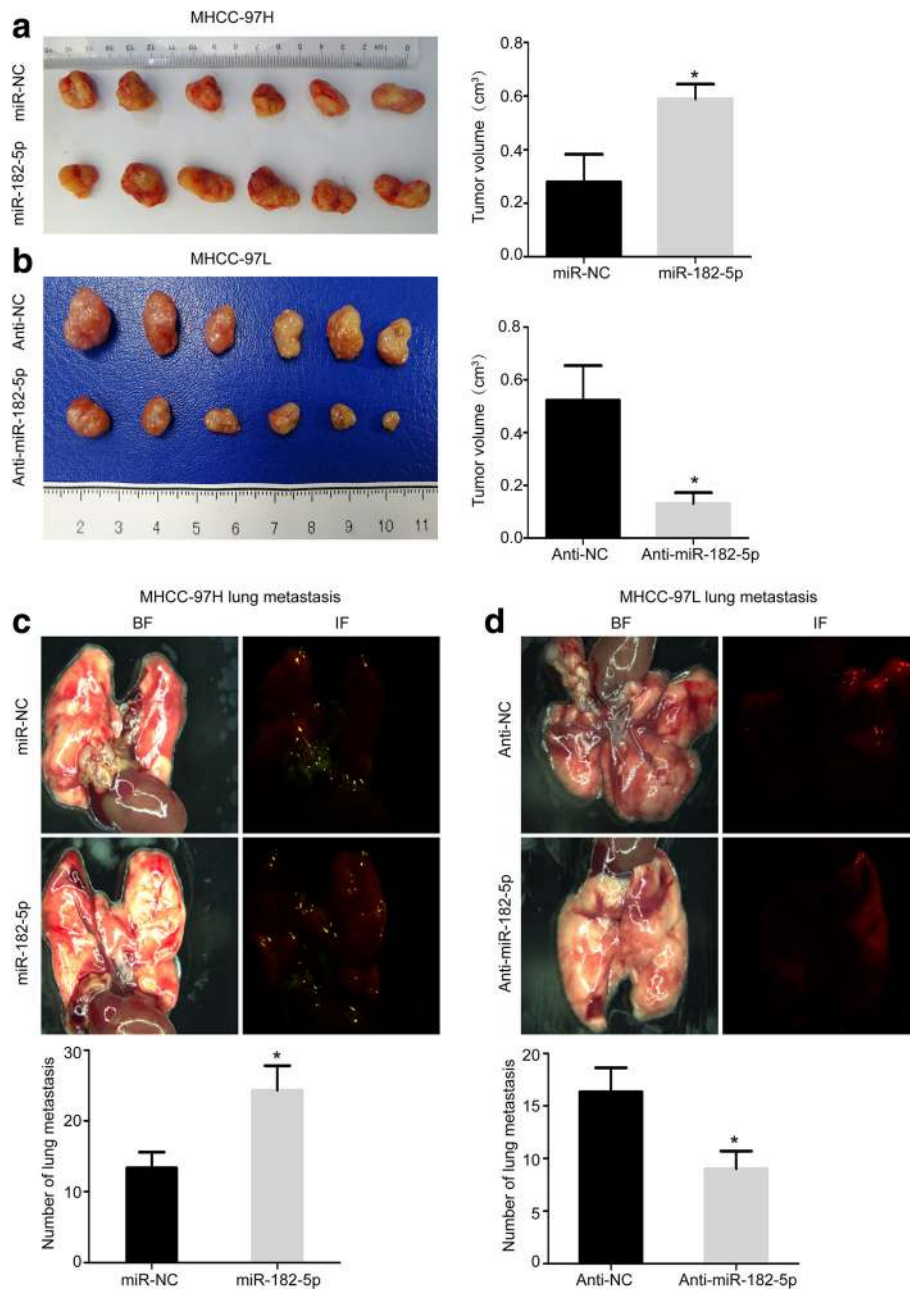 a
MHCC-97H
miR-NC
miR-182-5p
Tumor volume (cm³)
0.8
0.6
0.4
0.2
0.0
*
miR-NC
miR-182-5p
b
MHCC-97L
Anti-NC
Anti-miR-182-5p
2 3 4 5 6 7 8 9 10 11
Tumor volume (cm³)
0.8
0.6
0.4
0.2
0.0
*
Anti-NC
Anti-miR-182-5p
c
MHCC-97H lung metastasis
BF
IF
miR-NC
miR-182-5p
Number of lung metastasis
30
20
10
0
*
miR-NC
miR-182-5p
d
MHCC-97L lung metastasis
BF
IF
Anti-NC
Anti-miR-182-5p
Number of lung metastasis
20
15
10
5
0
*
Anti-NC
Anti-miR-182-5p